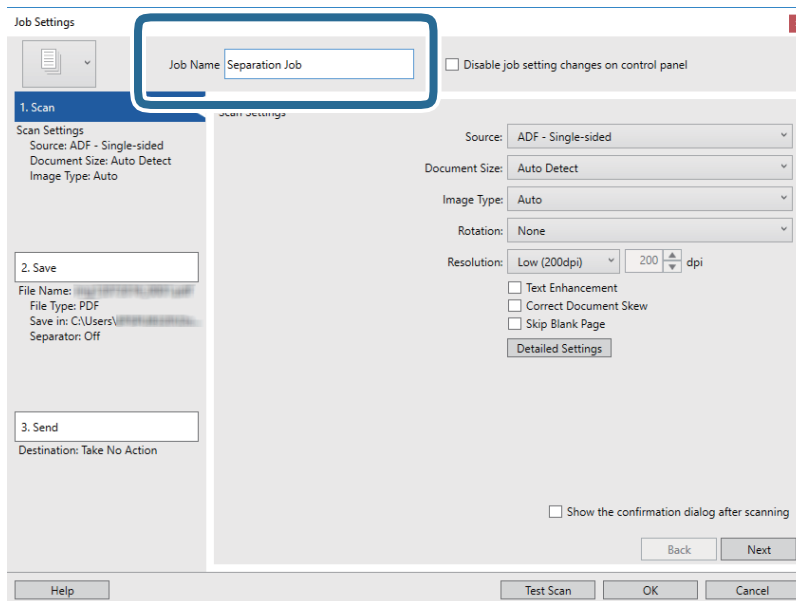 Job Settings
Job Name Separation Job
Disable job setting changes on control panel
1. Scan
Scan Settings
Source: ADF - Single-sided
Document Size: Auto Detect
Image Type: Auto
2. Save
File Name:
File Type: PDF
Save in: C:\Users\
Separator: Off
3. Send
Destination: Take No Action
Scan Settings
Source: ADF - Single-sided
Document Size: Auto Detect
Image Type: Auto
Rotation: None
Resolution: Low (200dpi) 200 dpi
Text Enhancement
Correct Document Skew
Skip Blank Page
Detailed Settings
Show the confirmation dialog after scanning
Back Next
Help Test Scan OK Cancel